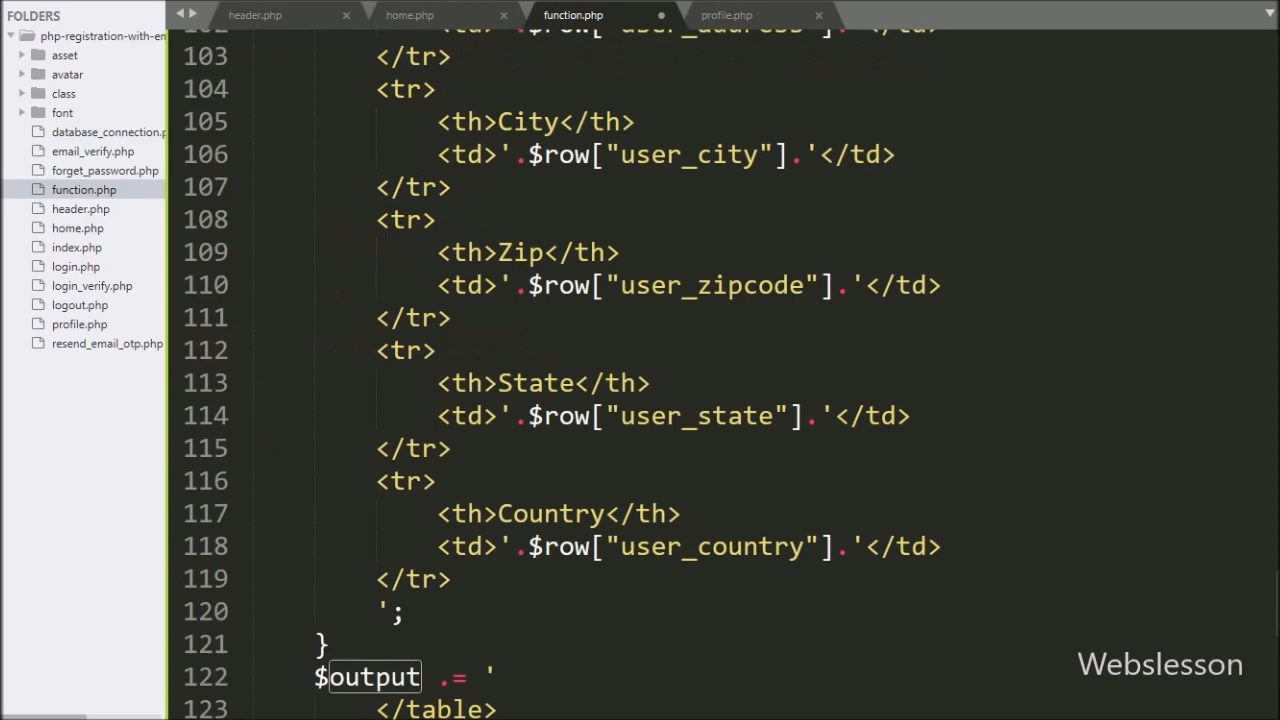 FOLDERS
php-registration-with-en
asset
avatar
class
font
database_connection.p
email_verify.php
forget_password.php
function.php
header.php
home.php
index.php
login.php
login_verify.php
logout.php
profile.php
resend_email_otp.php
header.php × home.php × function.php profile.php ×
102 <td>'.$row["user_address"].'</td>
103 </tr>
104 <tr>
105 <th>City</th>
106 <td>'.$row["user_city"].'</td>
107 </tr>
108 <tr>
109 <th>Zip</th>
110 <td>'.$row["user_zipcode"].'</td>
111 </tr>
112 <tr>
113 <th>State</th>
114 <td>'.$row["user_state"].'</td>
115 </tr>
116 <tr>
117 <th>Country</th>
118 <td>'.$row["user_country"].'</td>
119 </tr>
120 ';
121 }
122 $output .= '
123 </table>
Webslesson